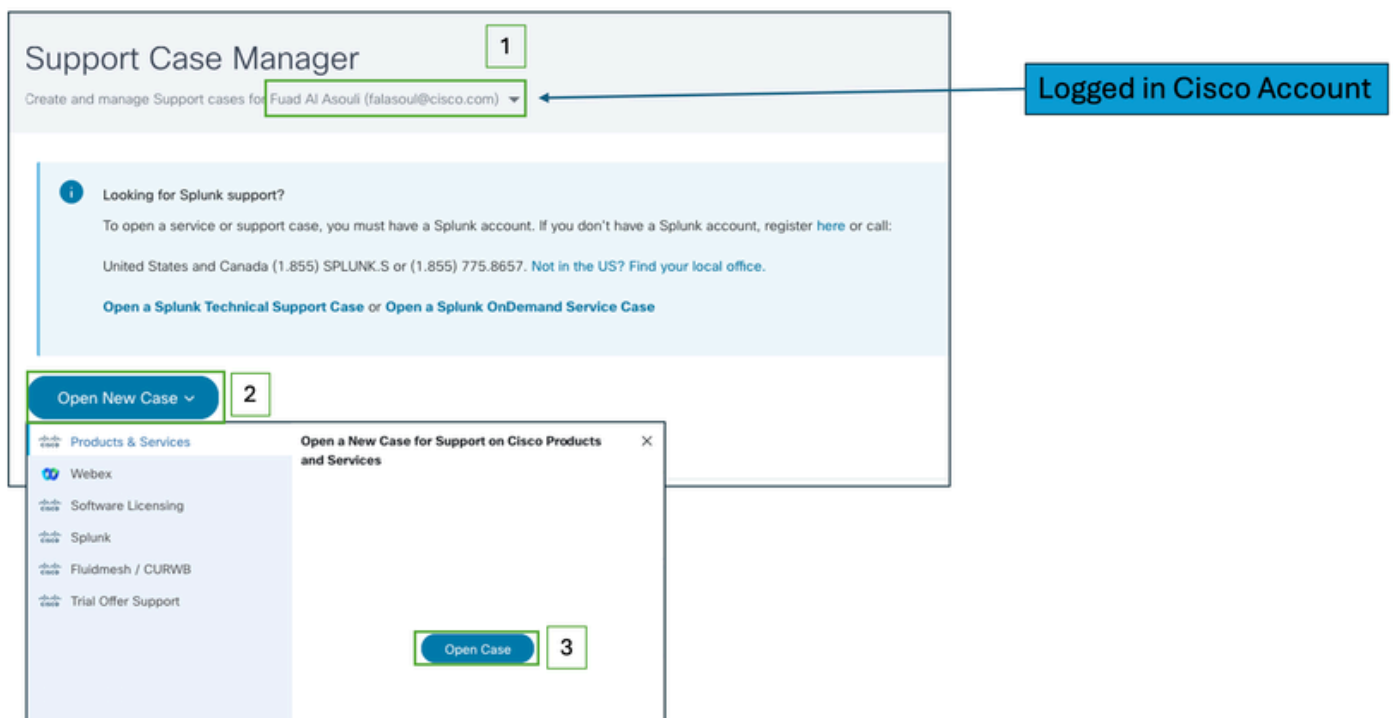 Support Case Manager
1
Create and manage Support cases for Fuad Al Asouli (falasoul@cisco.com)
Logged in Cisco Account
Looking for Splunk support?
To open a service or support case, you must have a Splunk account. If you don't have a Splunk account, register here or call:
United States and Canada (1.855) SPLUNK.S or (1.855) 775.8657. Not in the US? Find your local office.
Open a Splunk Technical Support Case or Open a Splunk OnDemand Service Case
Open New Case
2
Products & Services
Webex
Software Licensing
Splunk
Fluidmesh / CURWB
Trial Offer Support
Open a New Case for Support on Cisco Products
and Services
Open Case
3